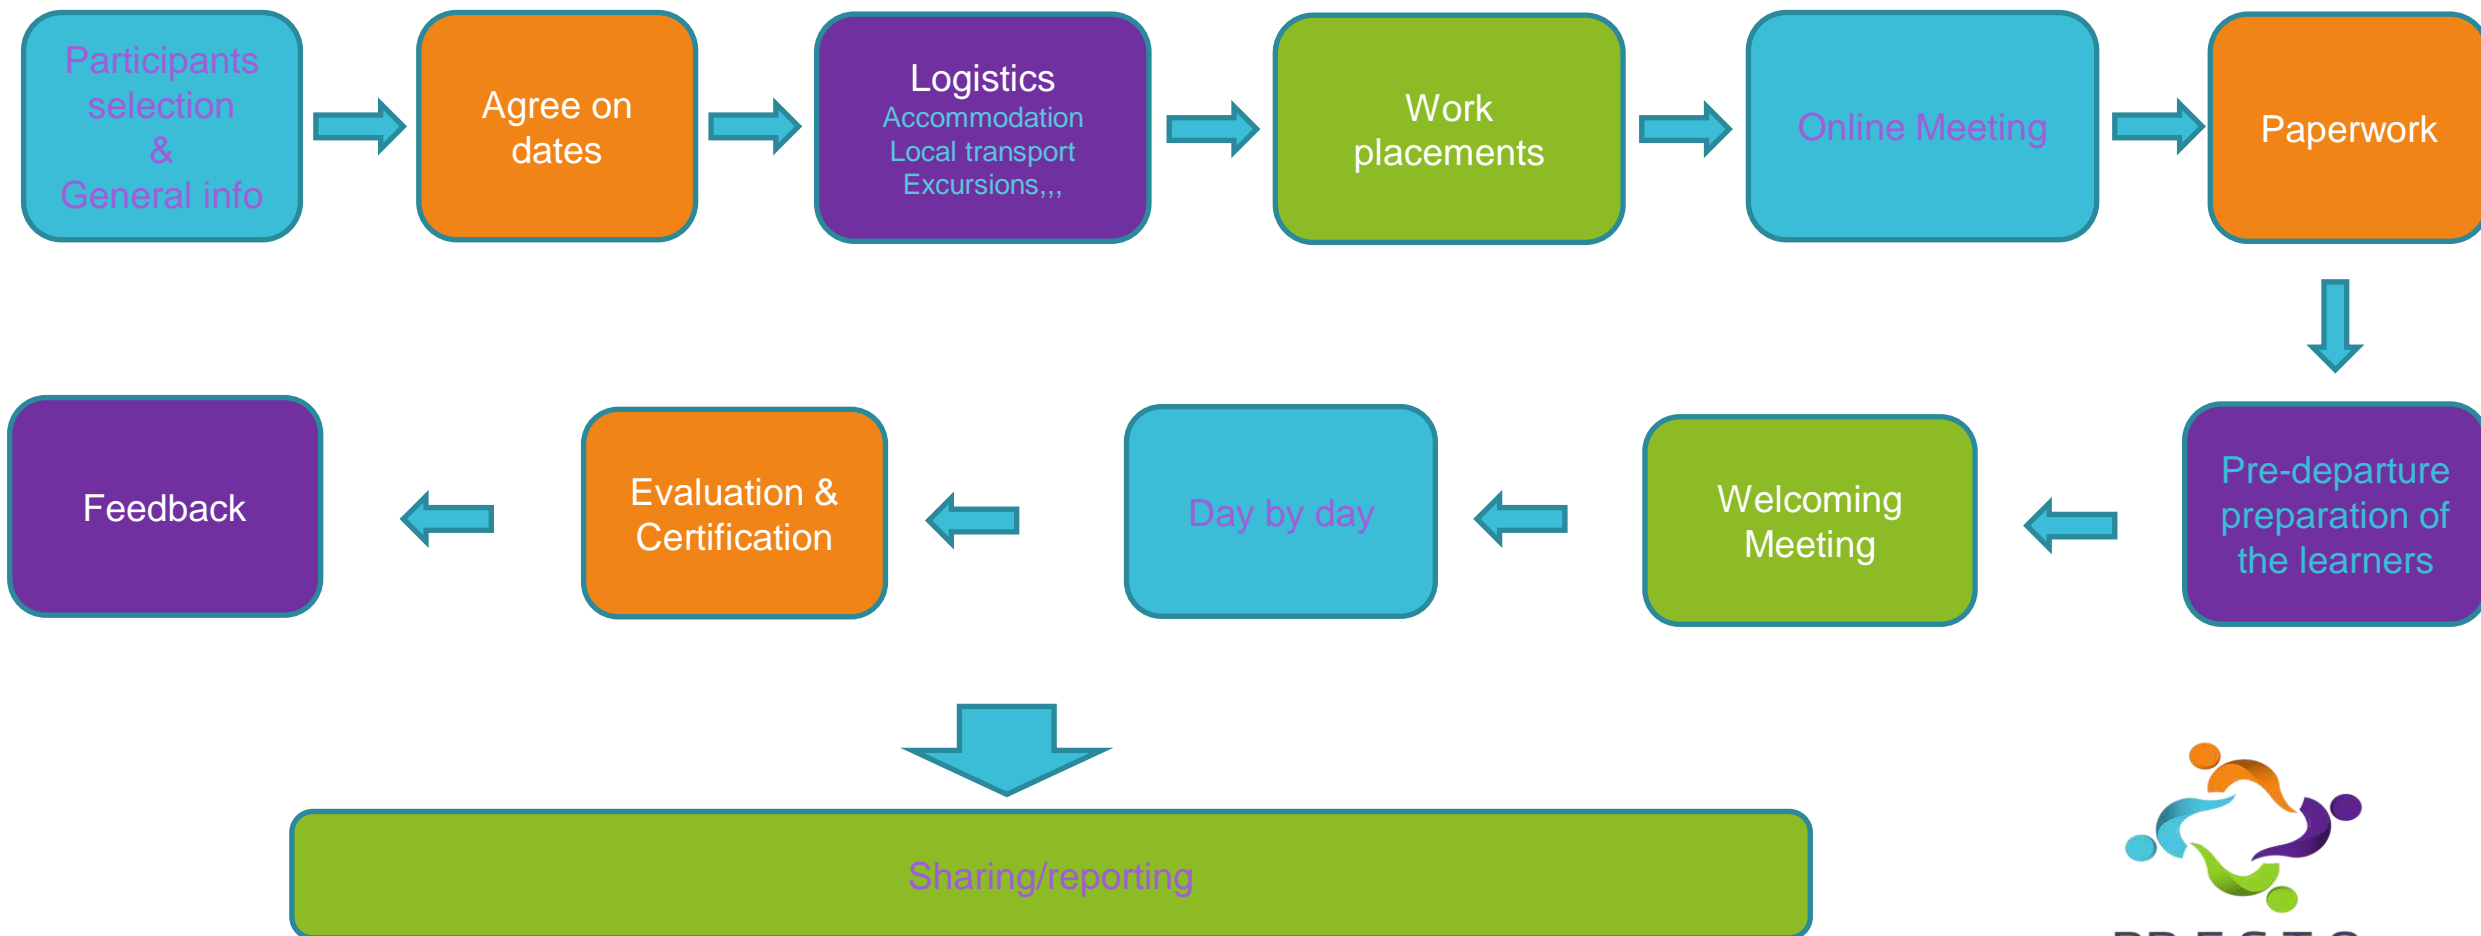 Participants
selection
&
General info
Agree on
dates
Logistics
Accommodation
Local transport
Excursions,,,
Work
placements
Online Meeting
Paperwork
Pre-departure
preparation of
the learners
Welcoming
Meeting
Day by day
Evaluation &
Certification
Feedback
Sharing/reporting